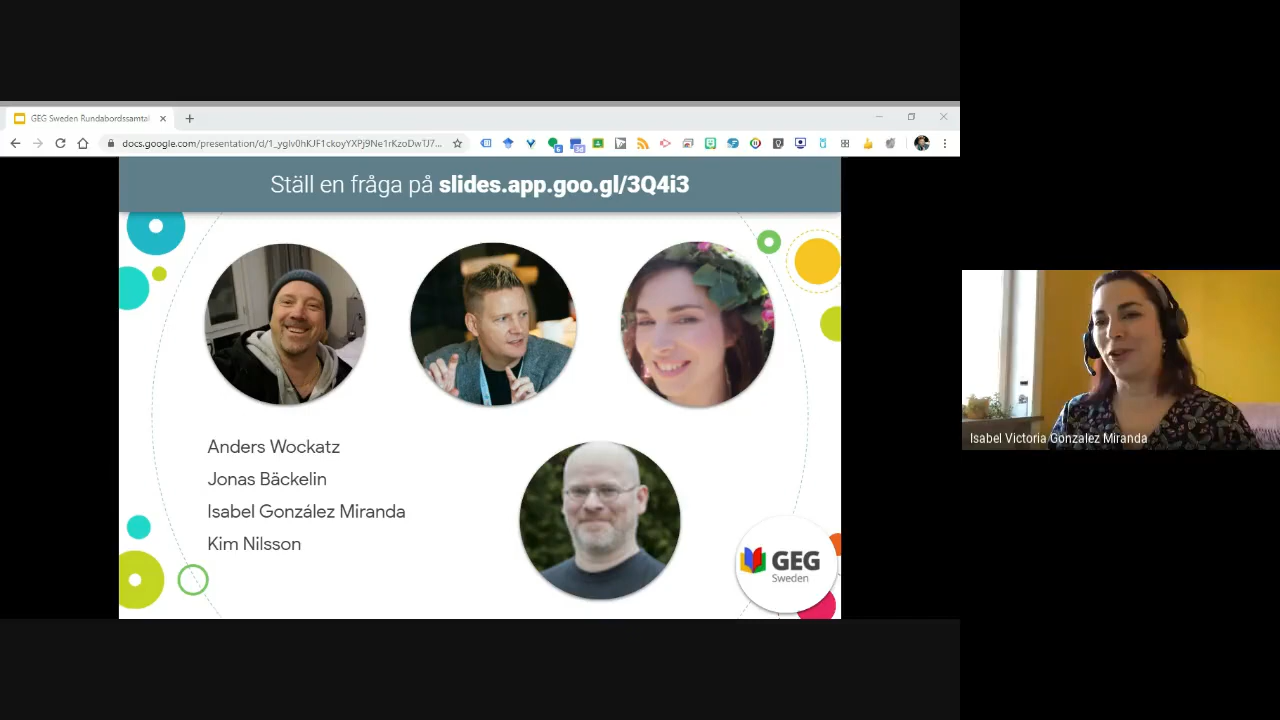 GEG Sweden Rundabordssamtal
docs.google.com/presentation/d/1_yglv0hKJF1ckoyYXPj9Ne1rKzoDwTJ7...
Ställ en fråga på slides.app.goo.gl/3Q4i3
Anders Wockatz
Jonas Bäckelin
Isabel González Miranda
Kim Nilsson
GEG
Sweden
Isabel Victoria Gonzalez Miranda